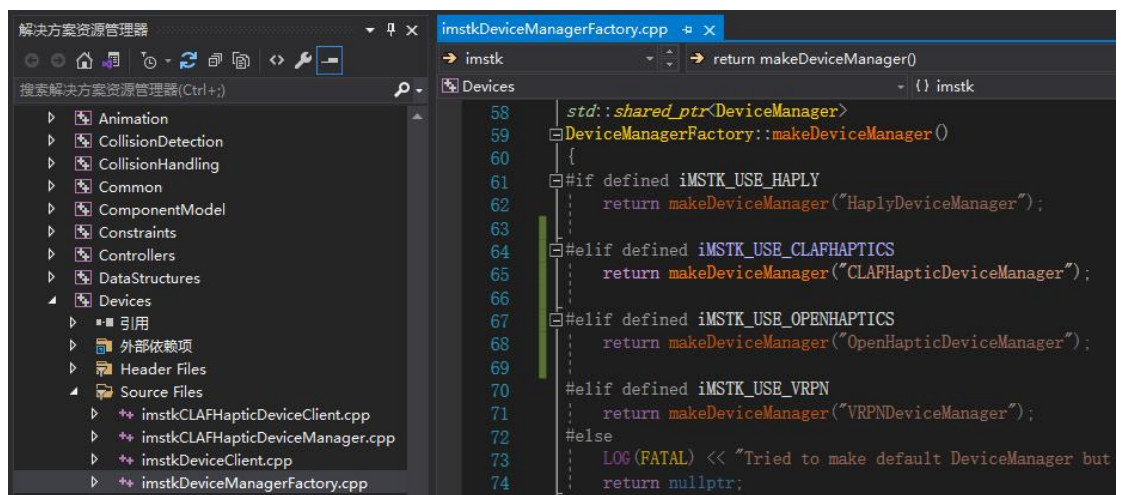 解决方案资源管理器
搜索解决方案资源管理器(Ctrl+;)
Animation
CollisionDetection
CollisionHandling
Common
ComponentModel
Constraints
Controllers
DataStructures
Devices
引用
外部依赖项
Header Files
Source Files
imstkCLAFHapticDeviceClient.cpp
imstkCLAFHapticDeviceManager.cpp
imstkDeviceClient.cpp
imstkDeviceManagerFactory.cpp
imstkDeviceManagerFactory.cpp
imstk
return makeDeviceManager()
Devices
{} imstk
58 std::shared_ptr<DeviceManager>
59 DeviceManagerFactory::makeDeviceManager()
60 {
61 #if defined iMSTK_USE_HAPLY
62 return makeDeviceManager("HaplyDeviceManager");
63
64 #elif defined iMSTK_USE_CLAFHAPTICS
65 return makeDeviceManager("CLAFHapticDeviceManager");
66
67 #elif defined iMSTK_USE_OPENHAPTICS
68 return makeDeviceManager("OpenHapticDeviceManager");
69
70 #elif defined iMSTK_USE_VRPN
71 return makeDeviceManager("VRPNDeviceManager");
72 #else
73 LOG(FATAL) << "Tried to make default DeviceManager but
74 return nullptr;